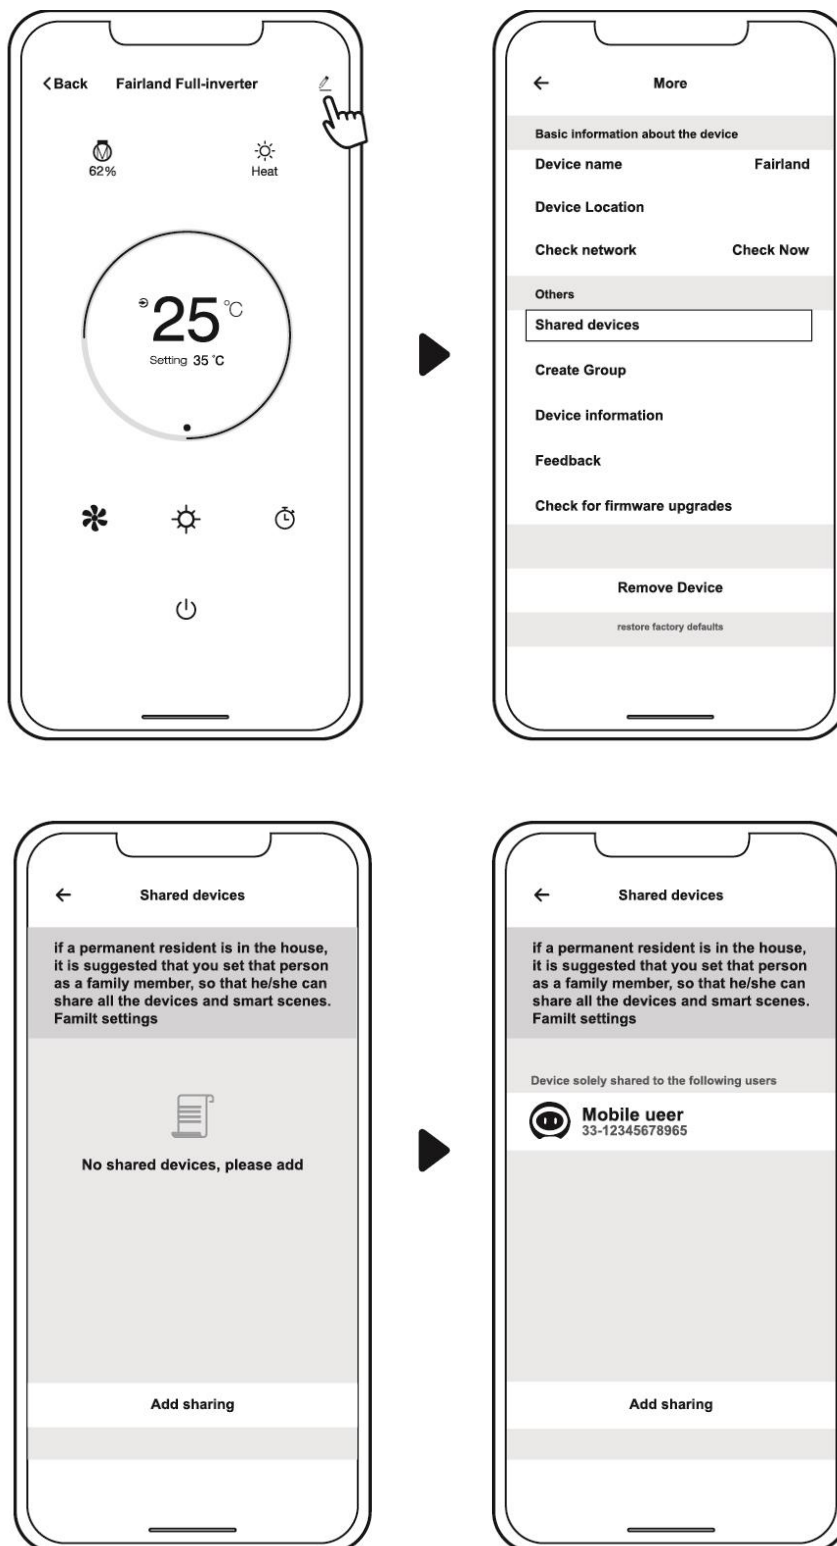 Back
Fairland Full-inverter
62%
Heat
25 °C
Setting 35 °C
More
Basic information about the device
Device name Fairland
Device Location
Check network Check Now
Others
Shared devices
Create Group
Device information
Feedback
Check for firmware upgrades
Remove Device
restore factory defaults
Shared devices
if a permanent resident is in the house,
it is suggested that you set that person
as a family member, so that he/she can
share all the devices and smart scenes.
Familt settings
No shared devices, please add
Add sharing
Shared devices
if a permanent resident is in the house,
it is suggested that you set that person
as a family member, so that he/she can
share all the devices and smart scenes.
Familt settings
Device solely shared to the following users
Mobile ueer
33-12345678965
Add sharing